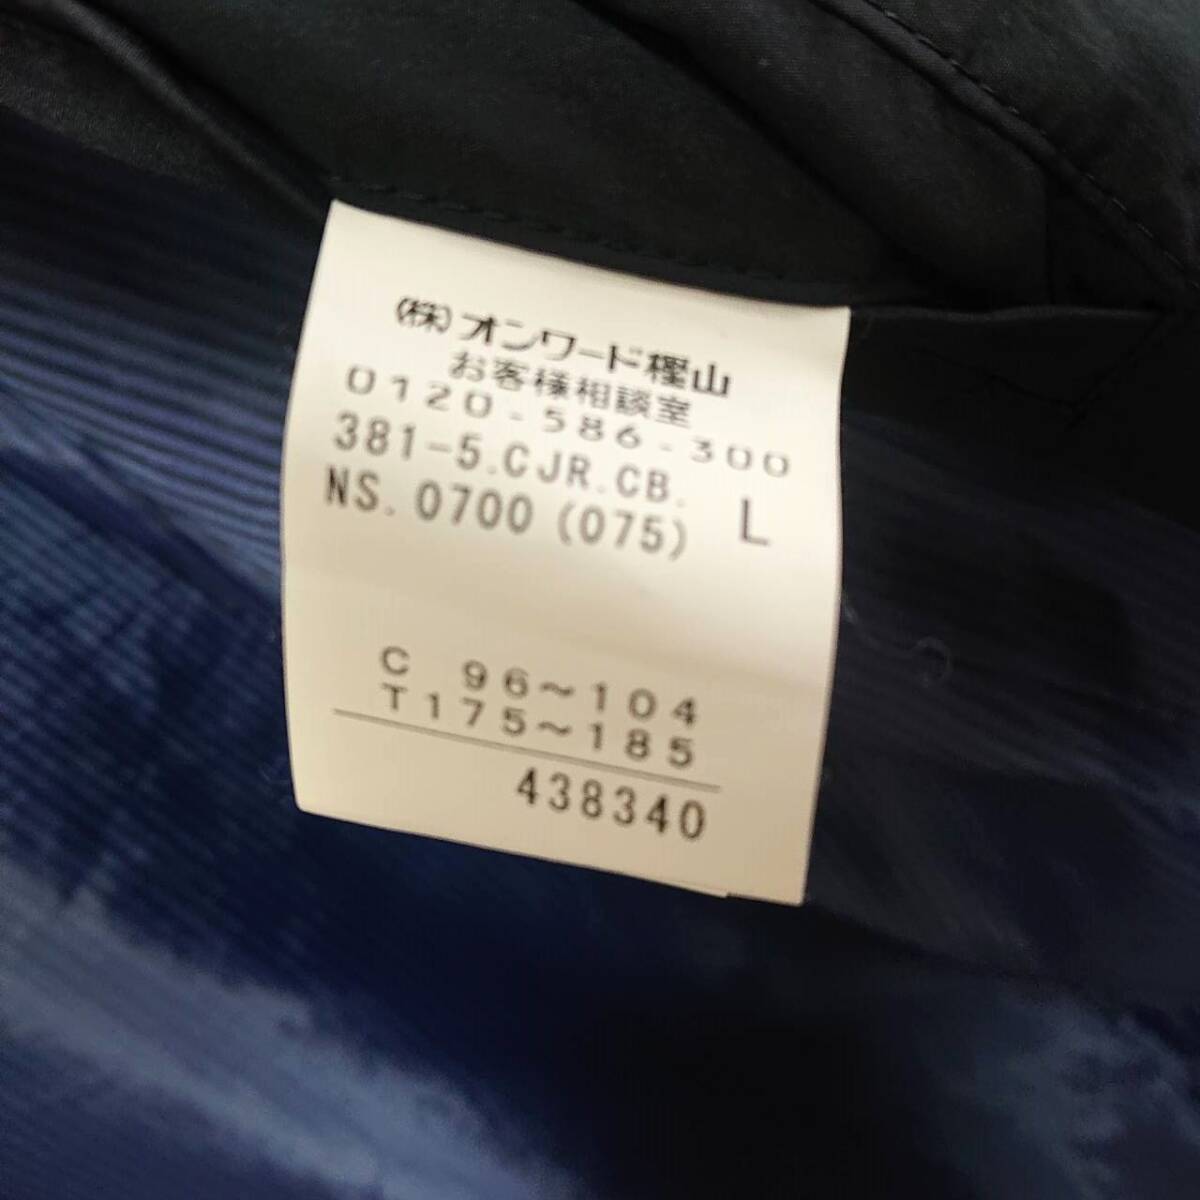 (株)オンワード樫山
お客様相談室
0120-586-300
381-5.CJR.CB.
NS.0700(075) L
C 96~104
T175~185
438340